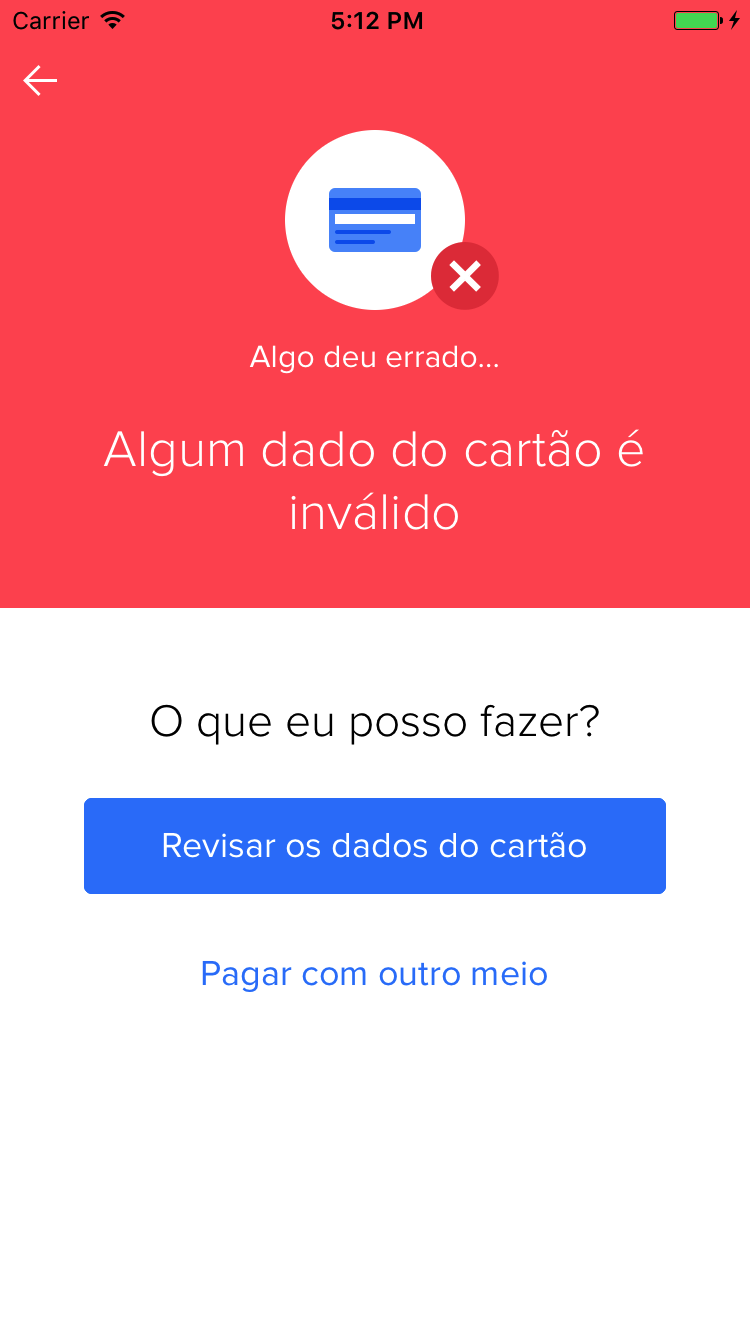 Carrier 5:12 PM
Algo deu errado...
Algum dado do cartão é
inválido
O que eu posso fazer?
Revisar os dados do cartão
Pagar com outro meio